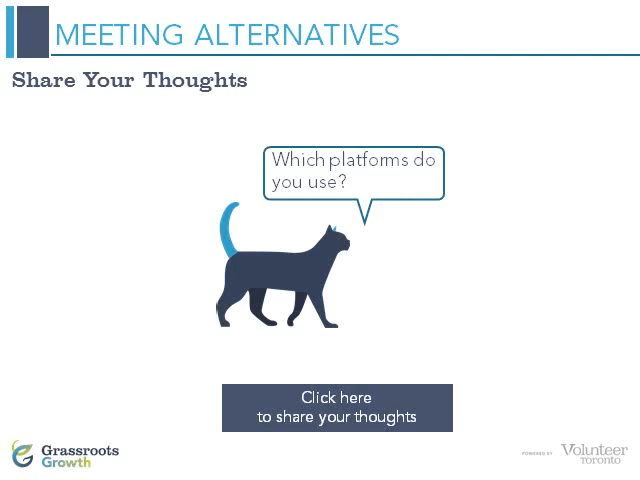 MEETING ALTERNATIVES
Share Your Thoughts
Which platforms do
you use?
Click here
to share your thoughts
Grassroots
Growth
POWERED BY
Volunteer
TORONTO